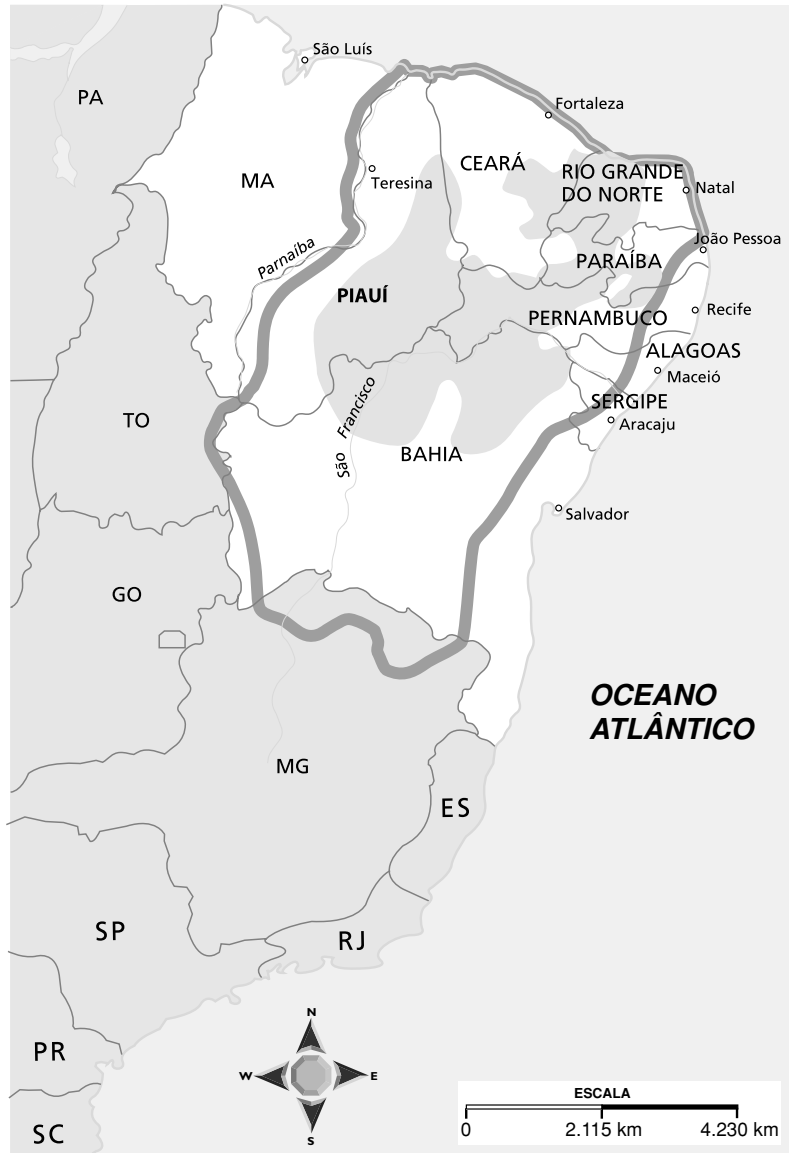 São Luís
PA
Fortaleza
CEARÁ
RIO GRANDE
DO NORTE
MA
Teresina
Natal
João Pessoa
Parnaíba
PARAÍBA
PIAUÍ
Recife
PERNAMBUCO
ALAGOAS
Maceió
SERGIPE
TO
São Francisco
Aracaju
BAHIA
Salvador
GO
OCEANO
ATLÂNTICO
MG
ES
SP
RJ
N
PR
W
E
S
ESCALA
0 2.115 km 4.230 km
SC